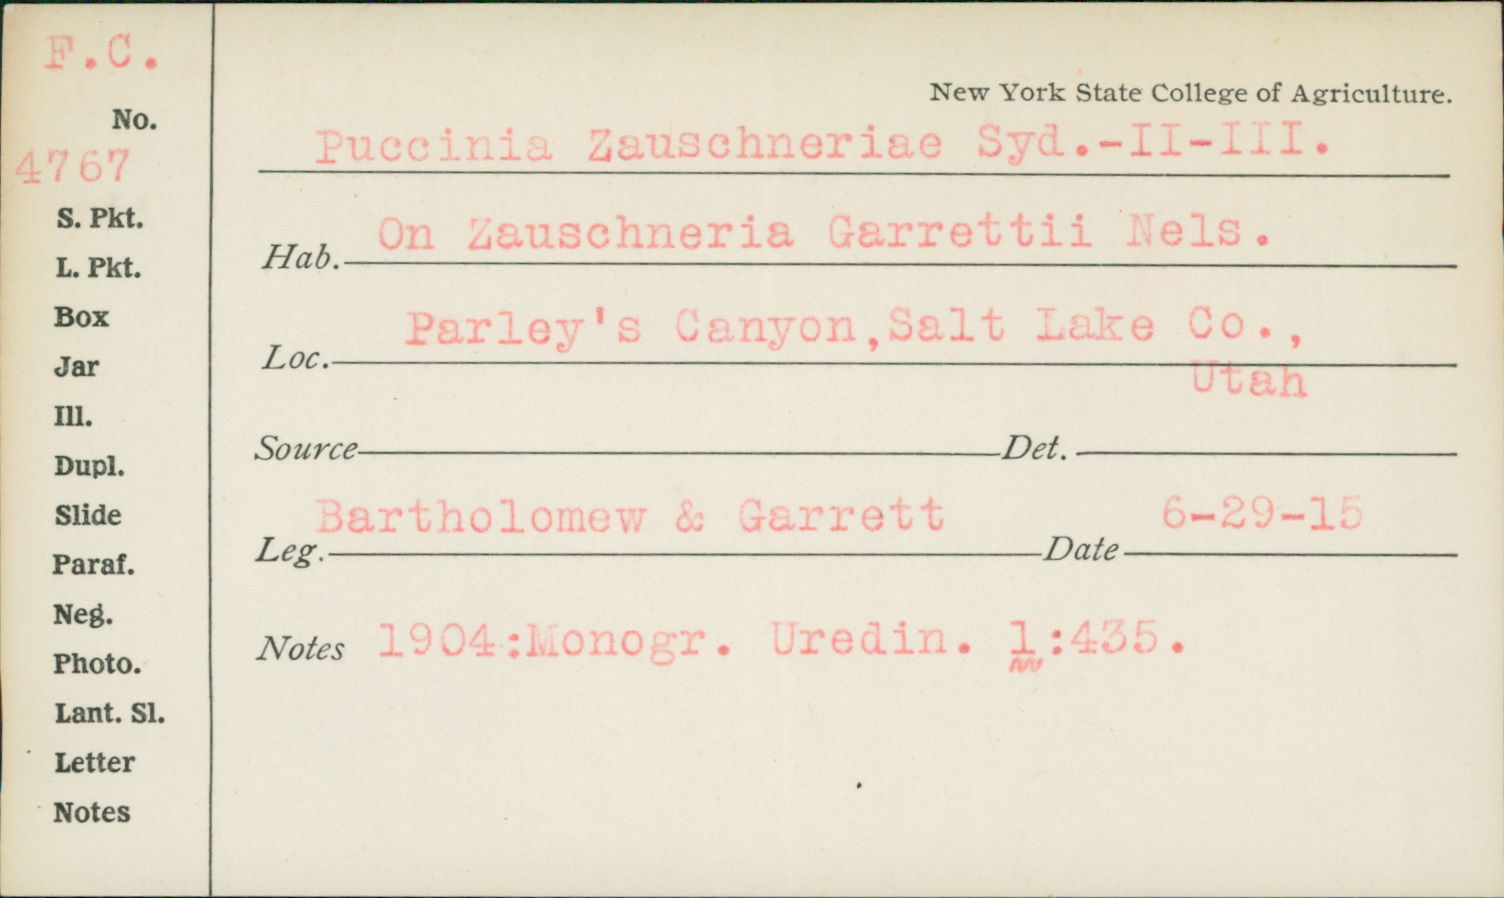 F.C.
No.
4767
S. Pkt.
L. Pkt.
Box
Jar
Ill.
Dupl.
Slide
Paraf.
Neg.
Photo.
Lant. Sl.
Letter
Notes
New York State College of Agriculture.
Puccinia Zauschneriae Syd.-II-III.
Hab. On Zauschneria Garrettii Nels.
Loc. Parley's Canyon,Salt Lake Co.,
Utah
Source Det.
Leg. Bartholomew & Garrett Date 6-29-15
Notes 1904:Monogr. Uredin. 1:435.